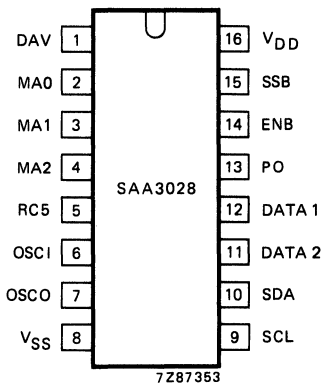 DAV 1 16 VDD
MA0 2 15 SSB
MA1 3 14 ENB
MA2 4 13 PO
SAA3028
RC5 5 12 DATA 1
OSCI 6 11 DATA 2
OSCO 7 10 SDA
VSS 8 9 SCL
7Z87353